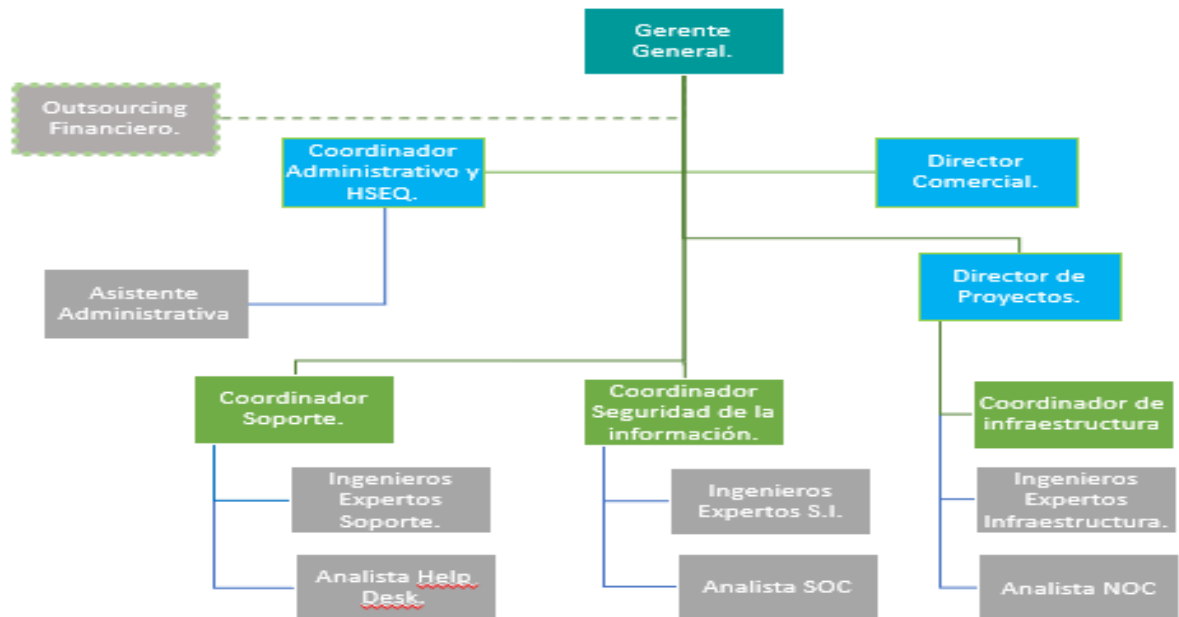 Gerente
General.
Outsourcing
Financiero.
Coordinador
Administrativo y
HSEQ.
Director
Comercial.
Asistente
Administrativa
Director de
Proyectos.
Coordinador
Soporte.
Coordinador
Seguridad de la
información.
Coordinador de
infraestructura
Ingenieros
Expertos
Soporte.
Ingenieros
Expertos S.I.
Ingenieros
Expertos
Infraestructura.
Analista Help
Desk.
Analista SOC
Analista NOC